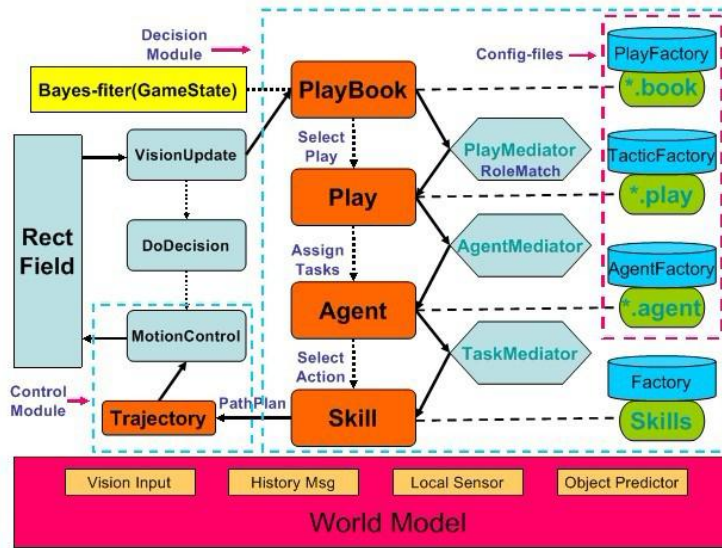 Decision
Module
Config-files
PlayFactory
*.book
Bayes-fiter(GameState)
PlayBook
Select
Play
PlayMediator
RoleMatch
TacticFactory
*.play
VisionUpdate
Play
Rect
Field
DoDecision
Assign
Tasks
AgentMediator
AgentFactory
*.agent
Agent
MotionControl
Select
Action
TaskMediator
Factory
Skills
Control
Module
Trajectory
PathPlan
Skill
Vision Input
History Msg
Local Sensor
Object Predictor
World Model